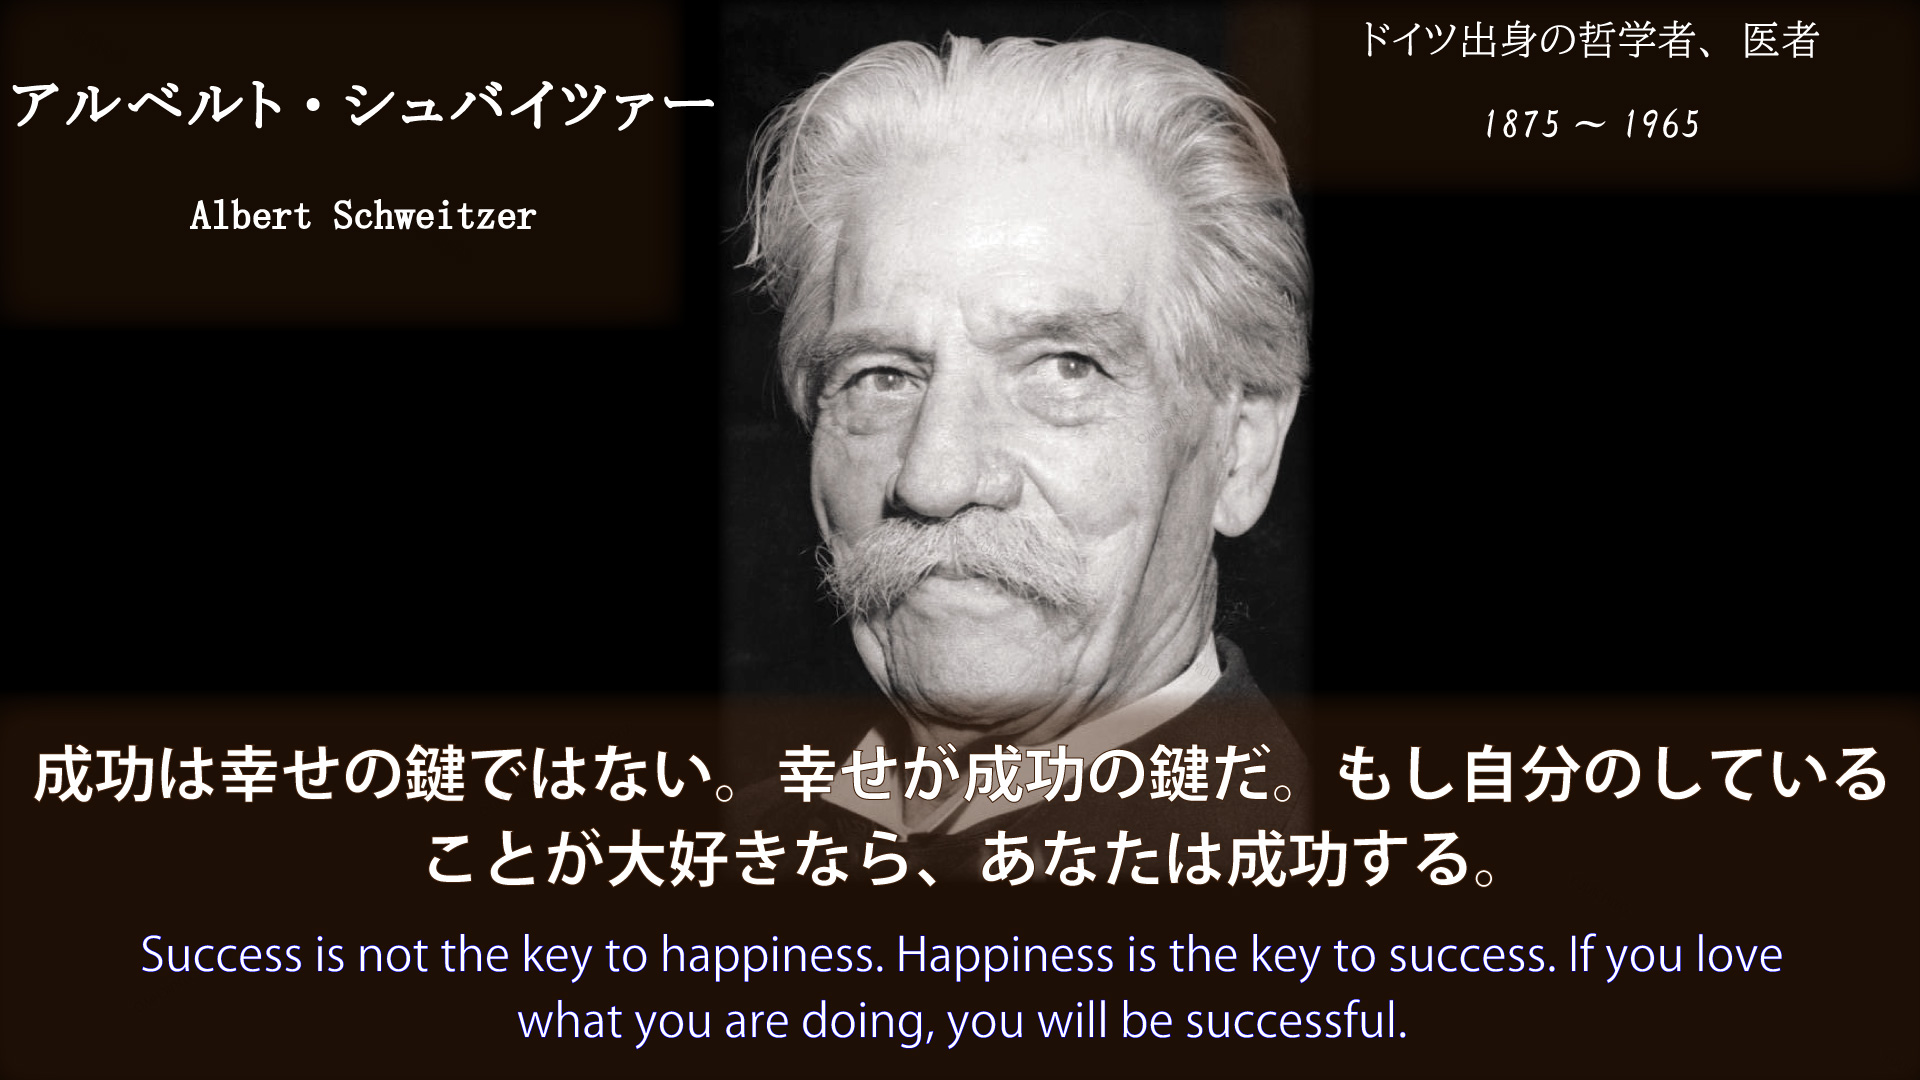 アルベルト・シュバイツァー
Albert Schweitzer
ドイツ出身の哲学者、医者
1875 ～ 1965
成功は幸せの鍵ではない。幸せが成功の鍵だ。もし自分のしている
ことが大好きなら、あなたは成功する。
Success is not the key to happiness. Happiness is the key to success. If you love
what you are doing, you will be successful.